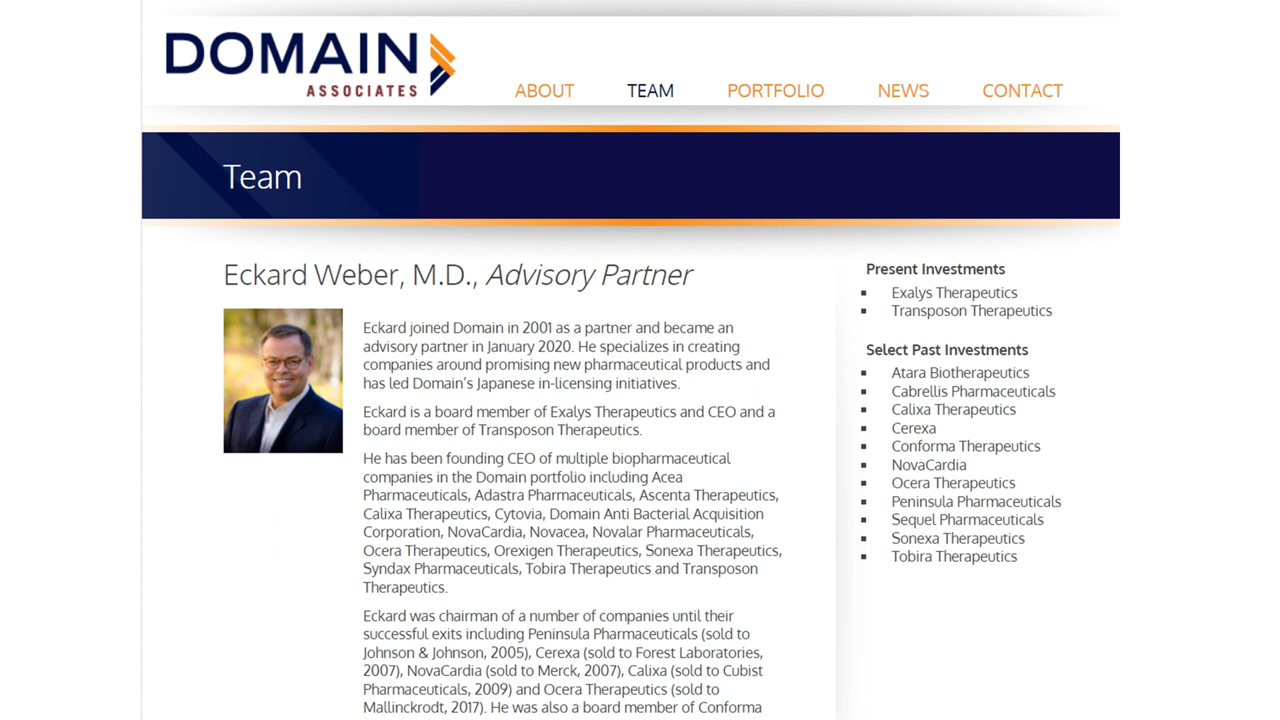 DOMAIN
ASSOCIATES
ABOUT TEAM PORTFOLIO NEWS CONTACT
Team
Eckard Weber, M.D., Advisory Partner
Eckard joined Domain in 2001 as a partner and became an
advisory partner in January 2020. He specializes in creating
companies around promising new pharmaceutical products and
has led Domain's Japanese in-licensing initiatives.
Eckard is a board member of Exalys Therapeutics and CEO and a
board member of Transposon Therapeutics.
He has been founding CEO of multiple biopharmaceutical
companies in the Domain portfolio including Acea
Pharmaceuticals, Adastra Pharmaceuticals, Ascenta Therapeutics,
Calixa Therapeutics, Cytovia, Domain Anti Bacterial Acquisition
Corporation, NovaCardia, Novacea, Novalar Pharmaceuticals,
Ocera Therapeutics, Orexigen Therapeutics, Sonexa Therapeutics,
Syndax Pharmaceuticals, Tobira Therapeutics and Transposon
Therapeutics.
Eckard was chairman of a number of companies until their
successful exits including Peninsula Pharmaceuticals (sold to
Johnson & Johnson, 2005), Cerexa (sold to Forest Laboratories,
2007), NovaCardia (sold to Merck, 2007), Calixa (sold to Cubist
Pharmaceuticals, 2009) and Ocera Therapeutics (sold to
Mallinckrodt, 2017). He was also a board member of Conforma
Present Investments
▪ Exalys Therapeutics
▪ Transposon Therapeutics
Select Past Investments
▪ Atara Biotherapeutics
▪ Cabrellis Pharmaceuticals
▪ Calixa Therapeutics
▪ Cerexa
▪ Conforma Therapeutics
▪ NovaCardia
▪ Ocera Therapeutics
▪ Peninsula Pharmaceuticals
▪ Sequel Pharmaceuticals
▪ Sonexa Therapeutics
▪ Tobira Therapeutics